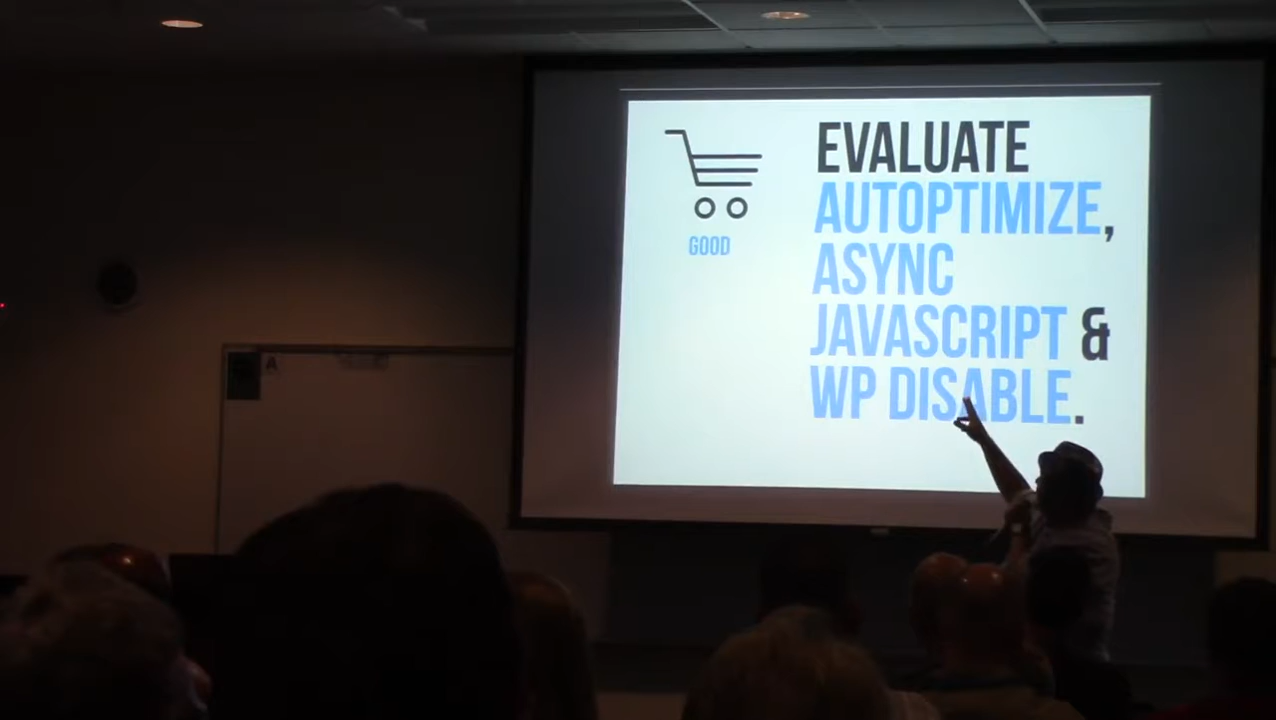 EVALUATE
AUTOPTIMIZE,
ASYNC
JAVASCRIPT &
WP DISABLE.
GOOD
A